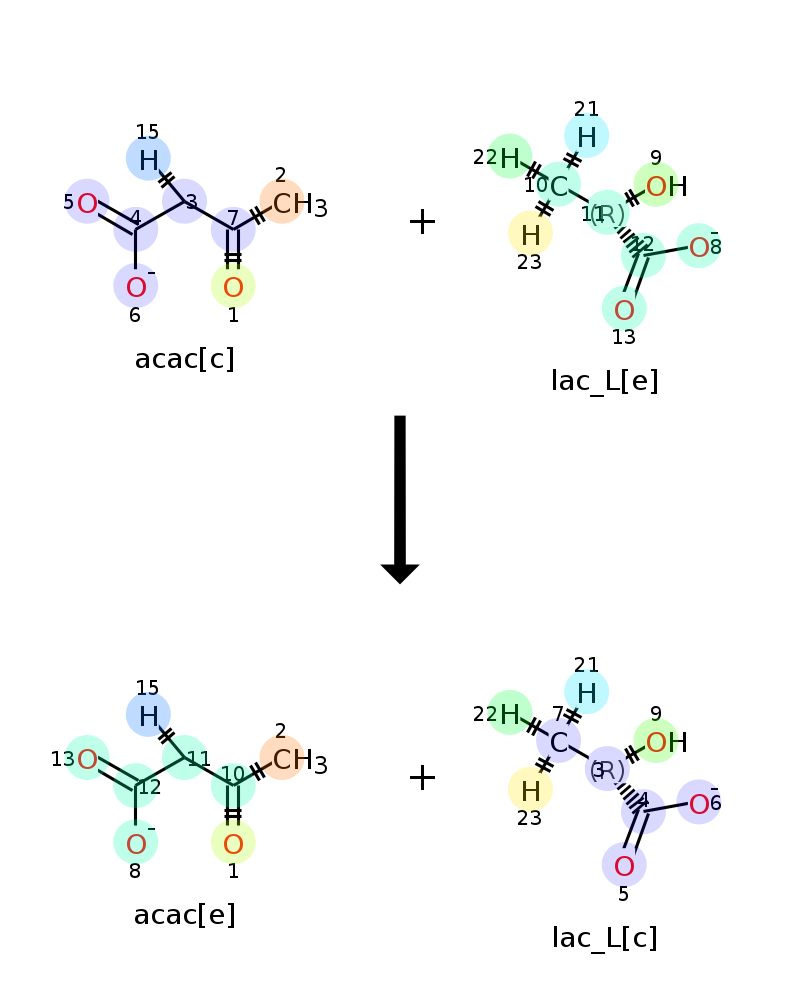 15 H 5 O 4 3 7 2 CH3 O- 6 O 1
acac[c]
+
21 H 22 H 10 C 9 OH 11 (R) H 23 12 O- 8 O 13
lac_L[e]
15 H 13 O 12 11 10 2 CH3 O- 8 O 1
acac[e]
+
21 H 22 H 7 C 9 OH 3 (R) H 23 4 O- 6 O 5
lac_L[c]